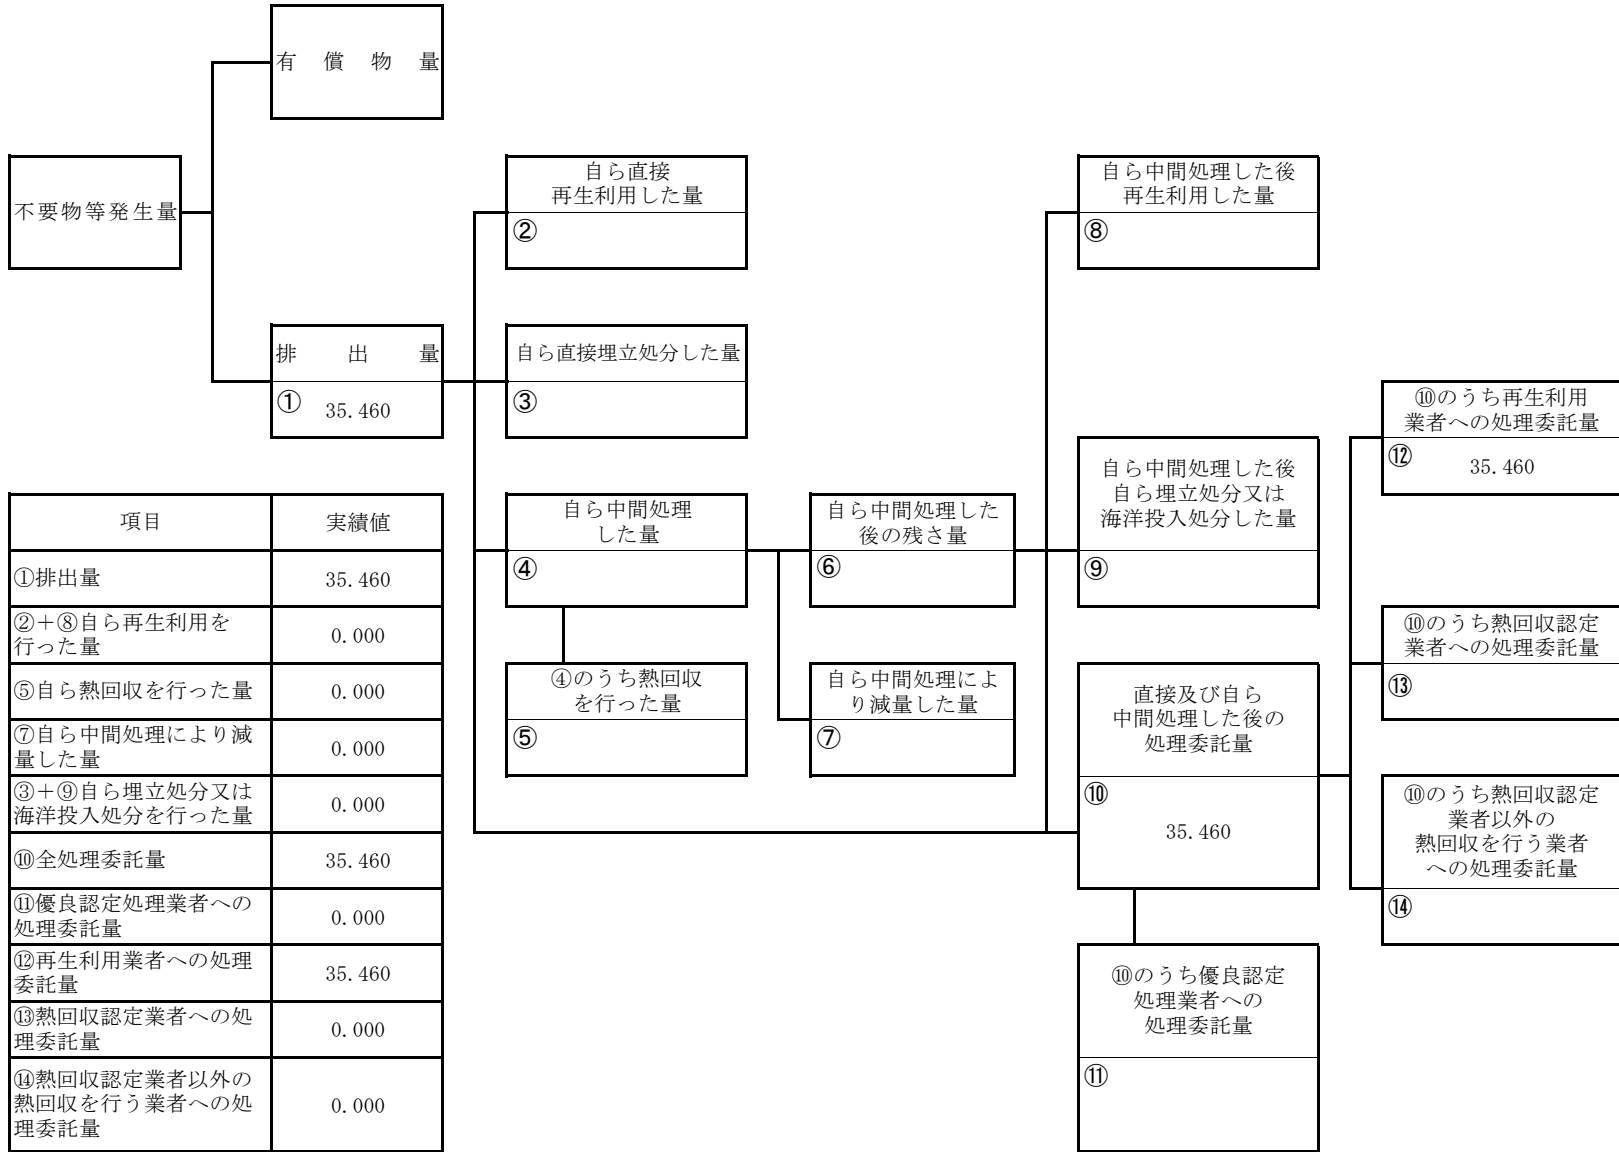 有償物量
不要物等発生量
自ら直接
再生利用した量
②
自ら中間処理した後
再生利用した量
⑧
排出量
① 35.460
自ら直接埋立処分した量
③
⑩のうち再生利用
業者への処理委託量
⑫ 35.460
自ら中間処理
した量
④
自ら中間処理した
後の残さ量
⑥
自ら中間処理した後
自ら埋立処分又は
海洋投入処分した量
⑨
⑩のうち熱回収認定
業者への処理委託量
⑬
④のうち熱回収
を行った量
⑤
自ら中間処理によ
り減量した量
⑦
直接及び自ら
中間処理した後の
処理委託量
⑩
35.460
⑩のうち熱回収認定
業者以外の
熱回収を行う業者
への処理委託量
⑭
⑩のうち優良認定
処理業者への
処理委託量
⑪
項目 実績値
①排出量 35.460
②+⑧自ら再生利用を
行った量 0.000
⑤自ら熱回収を行った量 0.000
⑦自ら中間処理により減
量した量 0.000
③+⑨自ら埋立処分又は
海洋投入処分を行った量 0.000
⑩全処理委託量 35.460
⑪優良認定処理業者への
処理委託量 0.000
⑫再生利用業者への処理
委託量 35.460
⑬熱回収認定業者への処
理委託量 0.000
⑭熱回収認定業者以外の
熱回収を行う業者への処
理委託量 0.000